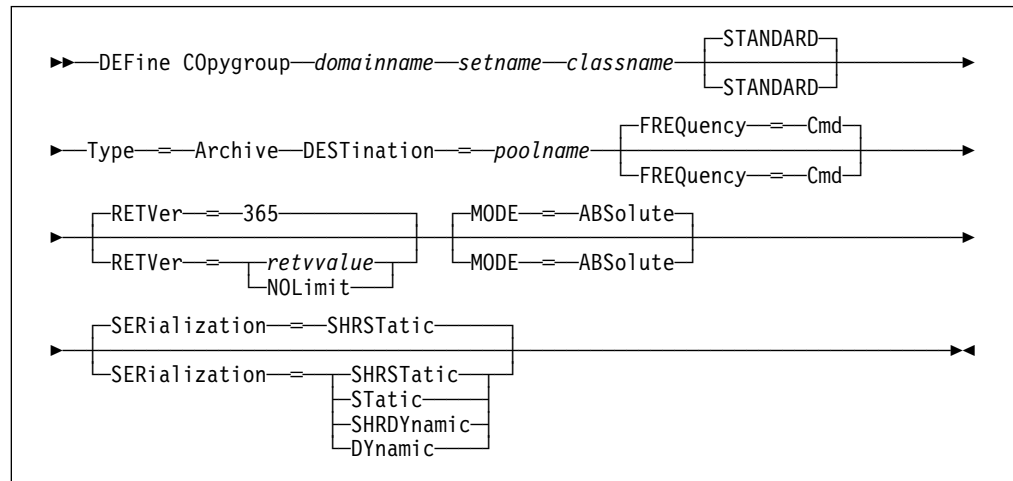 STANDARD
DEFine COpygroup domainname setname classname
STANDARD
FREQuency = Cmd
Type = Archive DESTination = poolname
FREQuency = Cmd
RETVer = 365 MODE = ABSolute
RETVer = retvvalue MODE = ABSolute
NOLimit
SERialization = SHRSTatic
SERialization = SHRSTatic
STatic
SHRDYnamic
DYnamic